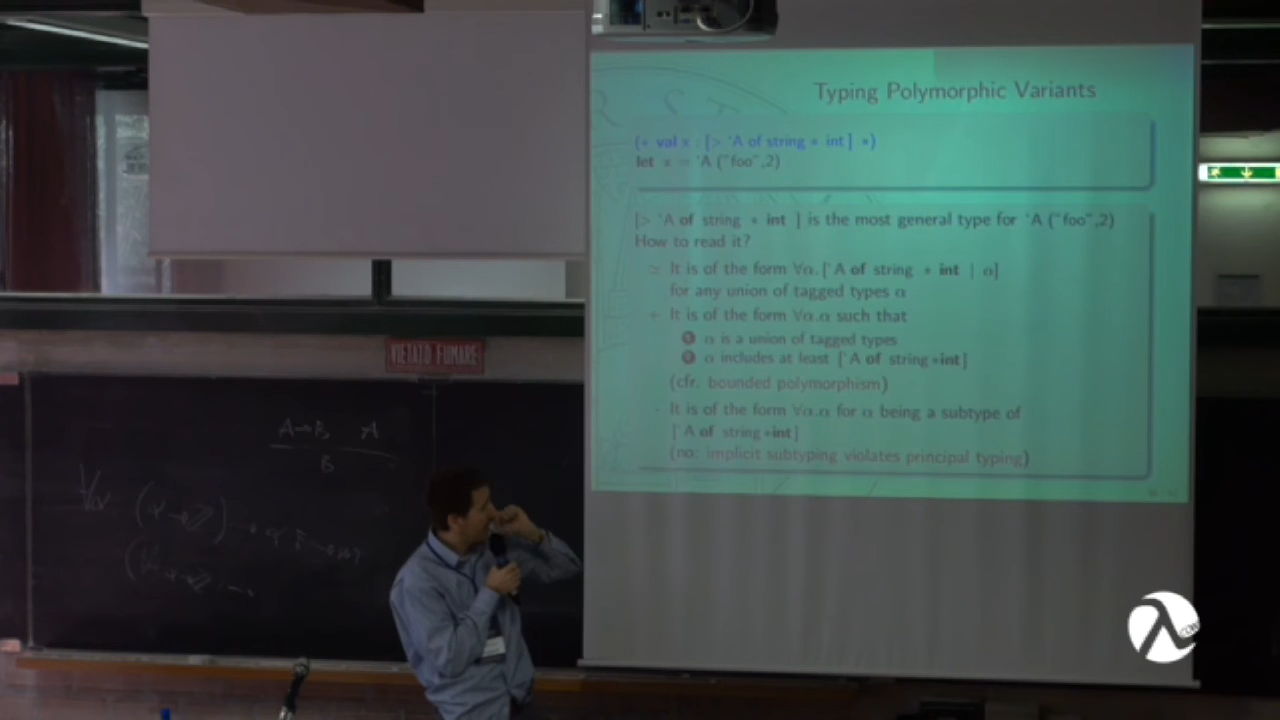 Typing Polymorphic Variants
(* val x : [> `A of string * int ] *)
let x = `A ("foo",2)
[> `A of string * int ] is the most general type for `A ("foo",2)
How to read it?
= It is of the form ∀α.[`A of string * int | α]
for any union of tagged types α
+ It is of the form ∀α.α such that
1 α is a union of tagged types
2 α includes at least [`A of string*int]
(cfr. bounded polymorphism)
- It is of the form ∀α.α for α being a subtype of
[`A of string*int]
(no: implicit subtyping violates principal typing)
VIETATO FUMARE
A→B A
B
λ